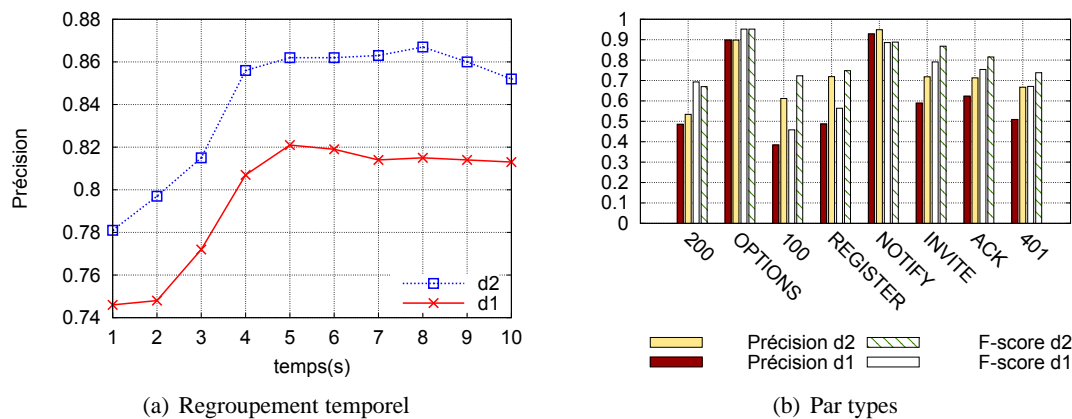 0.88
0.86
0.84
0.82
0.8
0.78
0.76
0.74
Précision
1 2 3 4 5 6 7 8 9 10
temps(s)
d2
d1
(a) Regroupement temporel
1
0.9
0.8
0.7
0.6
0.5
0.4
0.3
0.2
0.1
0
200
OPTIONS
100
REGISTER
NOTIFY
INVITE
ACK
401
Précision d2
F-score d2
Précision d1
F-score d1
(b) Par types